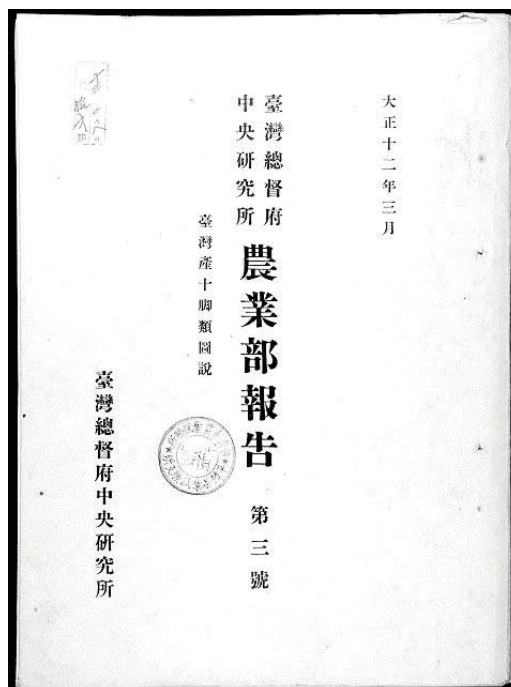 大正十二年三月
臺灣總督府
中央研究所
農業部報告 第三號
臺灣產十脚類圖說
臺灣總督府中央研究所